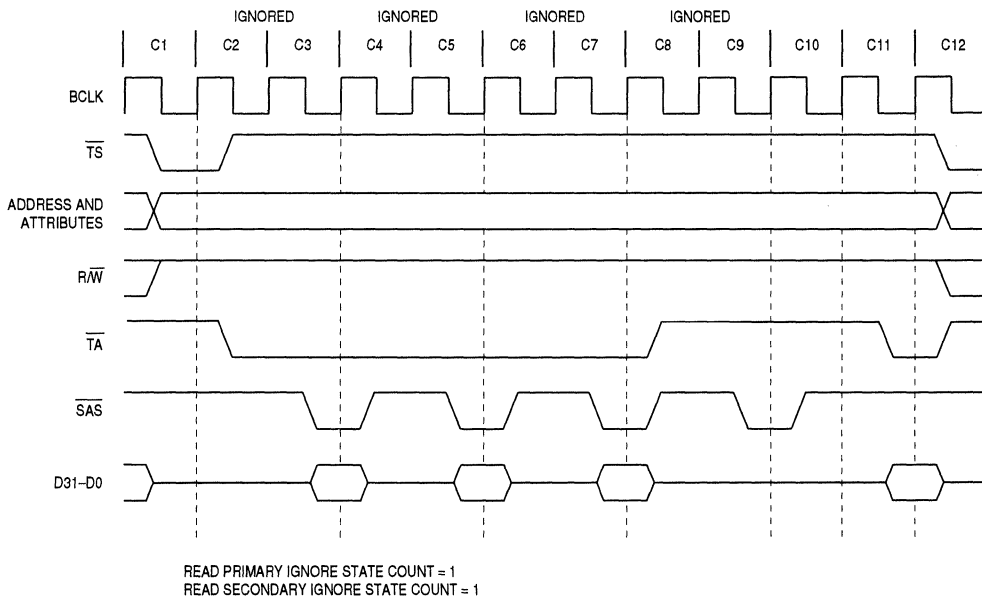 IGNORED IGNORED IGNORED IGNORED
C1 C2 C3 C4 C5 C6 C7 C8 C9 C10 C11 C12
BCLK
TS
ADDRESS AND
ATTRIBUTES
R/W
TA
SAS
D31–D0
READ PRIMARY IGNORE STATE COUNT = 1
READ SECONDARY IGNORE STATE COUNT = 1